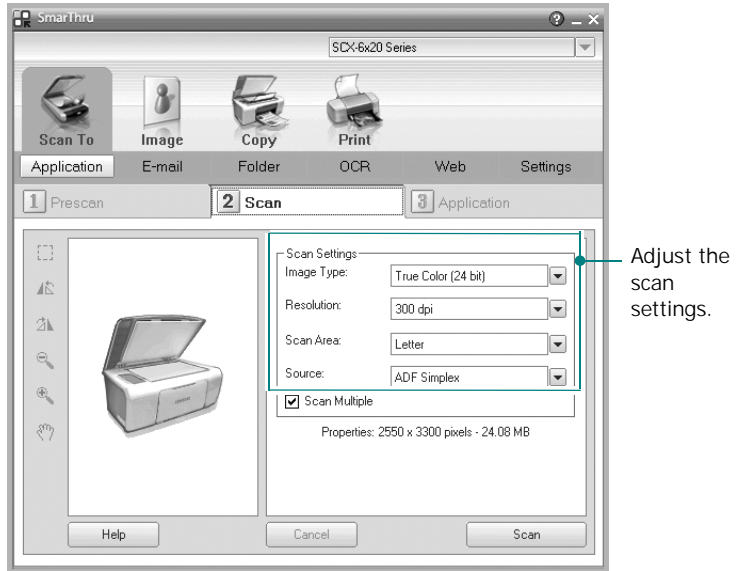 SmarThru
SCX-6x20 Series
Scan To Image Copy Print
Application E-mail Folder OCR Web Settings
1 Prescan 2 Scan 3 Application
Scan Settings
Image Type: True Color (24 bit)
Resolution: 300 dpi
Scan Area: Letter
Source: ADF Simplex
Scan Multiple
Properties: 2550 x 3300 pixels - 24.08 MB
Help Cancel Scan
Adjust the
scan
settings.